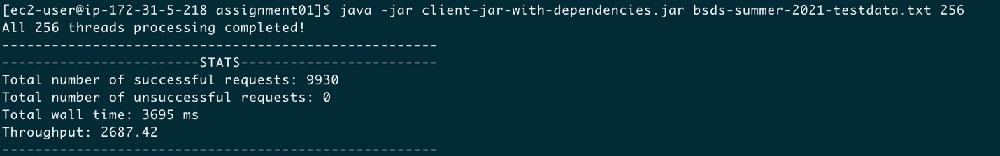 [ec2-user@ip-172-31-5-218 assignment01]$ java -jar client-jar-with-dependencies.jar bsds-summer-2021-testdata.txt 256
All 256 threads processing completed!
-----------------------------------------------------
------------------------STATS------------------------
Total number of successful requests: 9930
Total number of unsuccessful requests: 0
Total wall time: 3695 ms
Throughput: 2687.42
-----------------------------------------------------